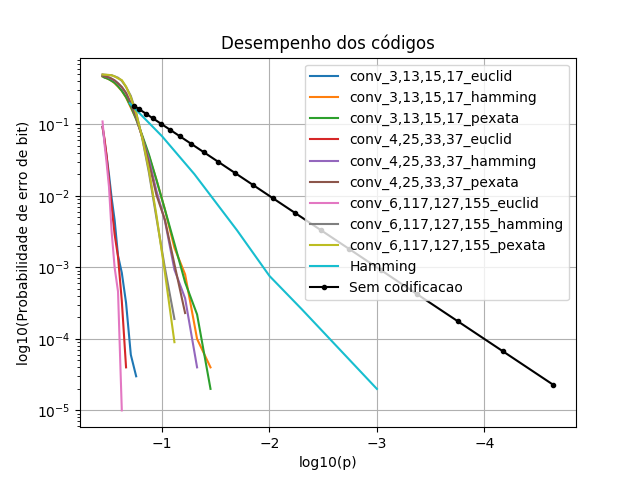 Desempenho dos códigos
log10(Probabilidade de erro de bit)
10⁻¹
10⁻²
10⁻³
10⁻⁴
10⁻⁵
conv_3,13,15,17_euclid
conv_3,13,15,17_hamming
conv_3,13,15,17_pexata
conv_4,25,33,37_euclid
conv_4,25,33,37_hamming
conv_4,25,33,37_pexata
conv_6,117,127,155_euclid
conv_6,117,127,155_hamming
conv_6,117,127,155_pexata
Hamming
Sem codificacao
−1 −2 −3 −4
log10(p)